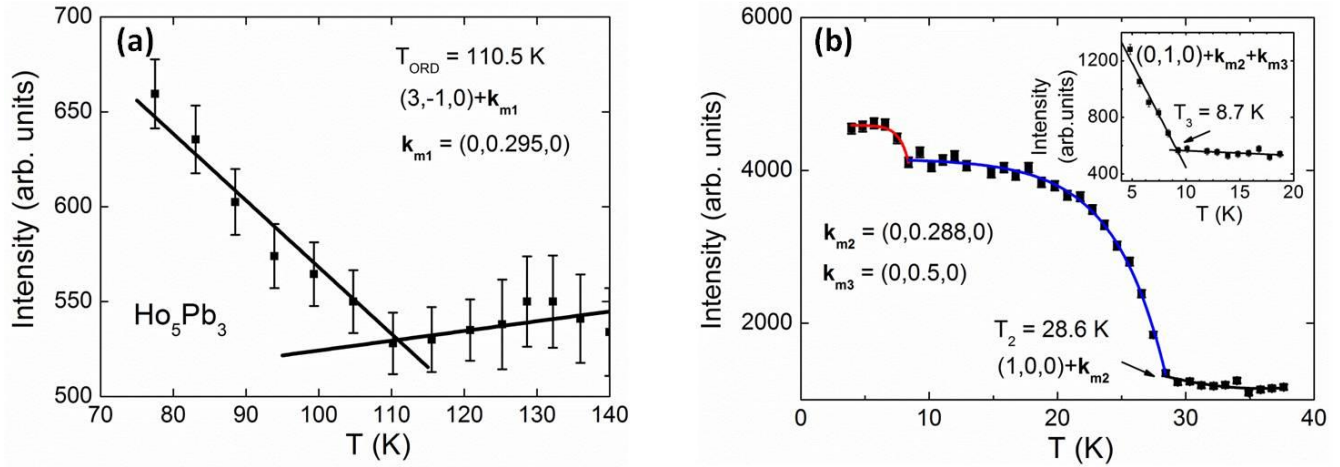 (a)
T_ORD = 110.5 K
(3,-1,0)+k_m1
k_m1 = (0,0.295,0)
Ho₅Pb₃
Intensity (arb. units)
700
650
600
550
500
70 80 90 100 110 120 130 140
T (K)
(b)
Intensity (arb. units)
6000
4000
2000
k_m2 = (0,0.288,0)
k_m3 = (0,0.5,0)
T₂ = 28.6 K
(1,0,0)+k_m2
0 10 20 30 40
T (K)
Intensity
(arb.units)
1200
800
400
(0,1,0)+k_m2+k_m3
T₃ = 8.7 K
5 10 15 20
T (K)